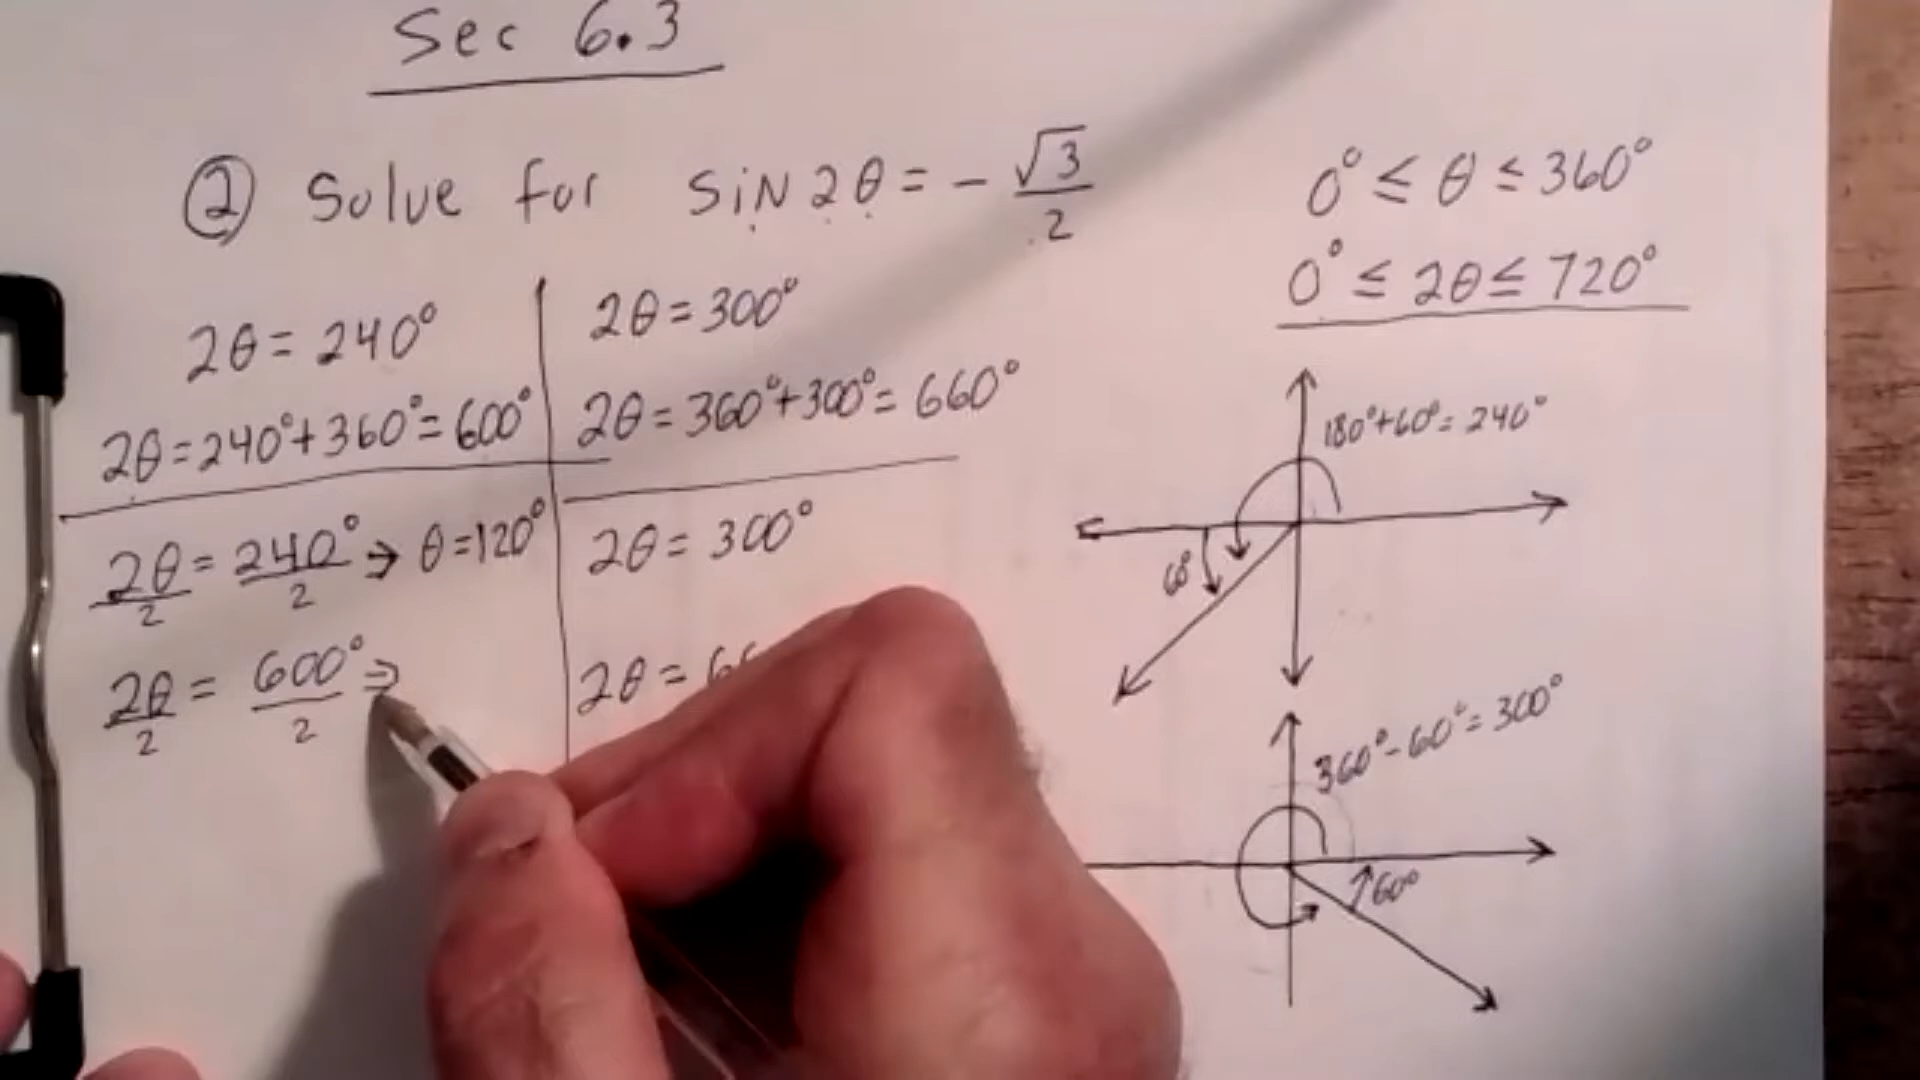 Sec 6.3
② Solve for SiN 2θ = - √3/2
0° ≤ θ ≤ 360°
0° ≤ 2θ ≤ 720°
2θ = 240°
2θ = 240° + 360° = 600°
2θ = 300°
2θ = 360° + 300° = 660°
2θ/2 = 240°/2 ⇒ θ = 120°
2θ/2 = 600°/2 ⇒
2θ = 300°
2θ = 66
180° + 60° = 240°
60°
360° - 60° = 300°
60°